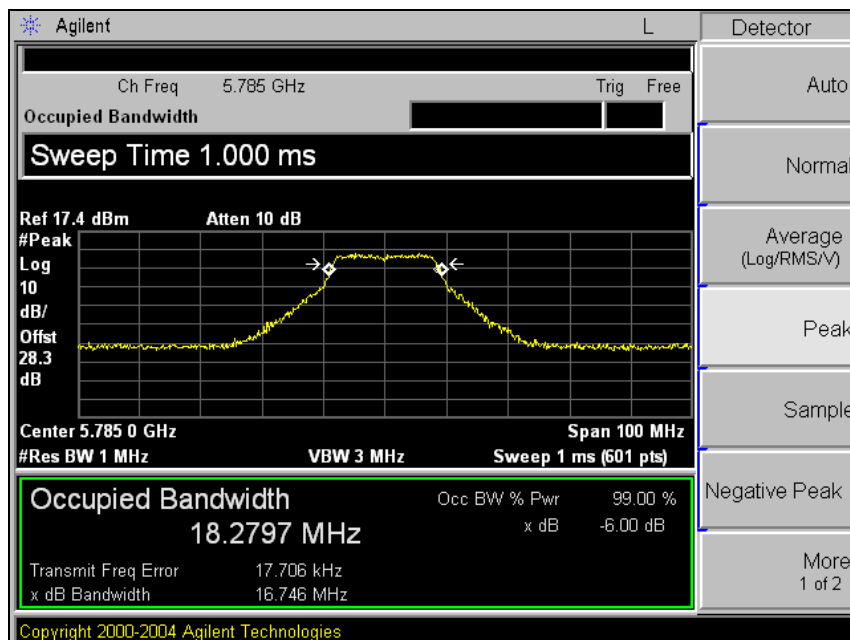 Agilent
L
Detector
Ch Freq 5.785 GHz
Trig Free
Occupied Bandwidth
Sweep Time 1.000 ms
Ref 17.4 dBm Atten 10 dB
#Peak
Log
10
dB/
Offst
28.3
dB
Center 5.785 0 GHz Span 100 MHz
#Res BW 1 MHz VBW 3 MHz Sweep 1 ms (601 pts)
Occupied Bandwidth
18.2797 MHz
Occ BW % Pwr 99.00 %
x dB -6.00 dB
Transmit Freq Error 17.706 kHz
x dB Bandwidth 16.746 MHz
Copyright 2000-2004 Agilent Technologies
Auto
Normal
Average
(Log/RMS/V)
Peak
Sample
Negative Peak
More
1 of 2